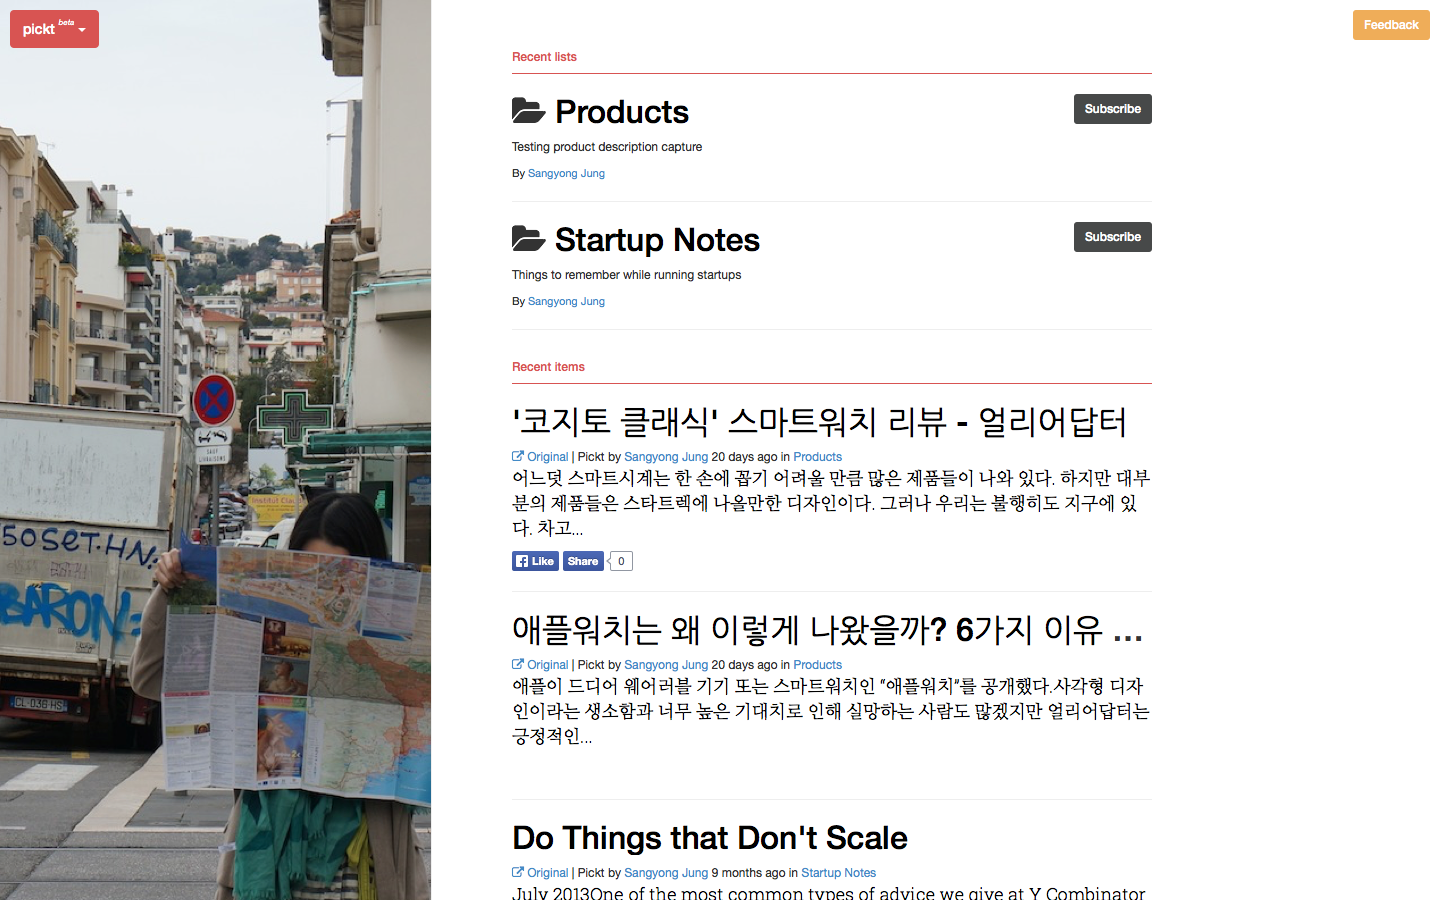 pickt beta
Feedback
Recent lists
Products
Subscribe
Testing product description capture
By Sangyong Jung
Startup Notes
Subscribe
Things to remember while running startups
By Sangyong Jung
Recent items
'코지토 클래식' 스마트워치 리뷰 - 얼리어답터
Original | Pickt by Sangyong Jung 20 days ago in Products
어느덧 스마트시계는 한 손에 꼽기 어려울 만큼 많은 제품들이 나와 있다. 하지만 대부
분의 제품들은 스타트렉에 나올만한 디자인이다. 그러나 우리는 불행히도 지구에 있
다. 차고...
Like Share 0
애플워치는 왜 이렇게 나왔을까? 6가지 이유 ...
Original | Pickt by Sangyong Jung 20 days ago in Products
애플이 드디어 웨어러블 기기 또는 스마트워치인 “애플워치”를 공개했다.사각형 디자
인이라는 생소함과 너무 높은 기대치로 인해 실망하는 사람도 많겠지만 얼리어답터는
긍정적인...
Do Things that Don't Scale
Original | Pickt by Sangyong Jung 9 months ago in Startup Notes
July 2013One of the most common types of advice we give at Y Combinator
50SET.HN
BARON
CL-038-HS